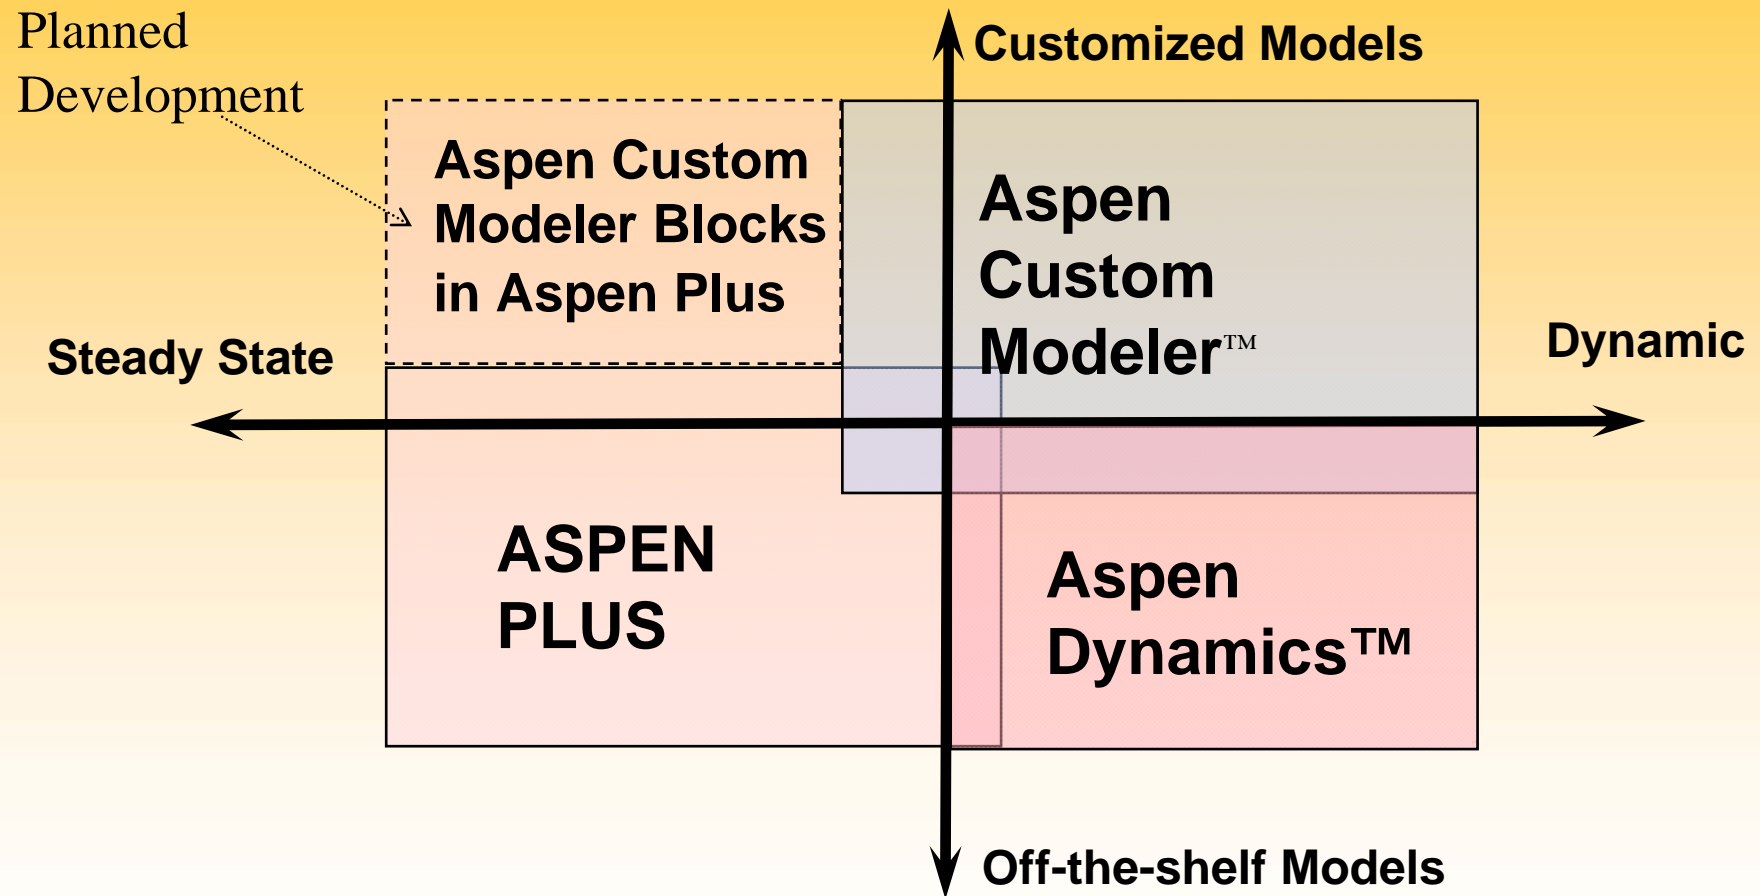 Planned
Development
Customized Models
Aspen Custom
Modeler Blocks
in Aspen Plus
Aspen
Custom
Modeler™
Steady State
Dynamic
ASPEN
PLUS
Aspen
Dynamics™
Off-the-shelf Models